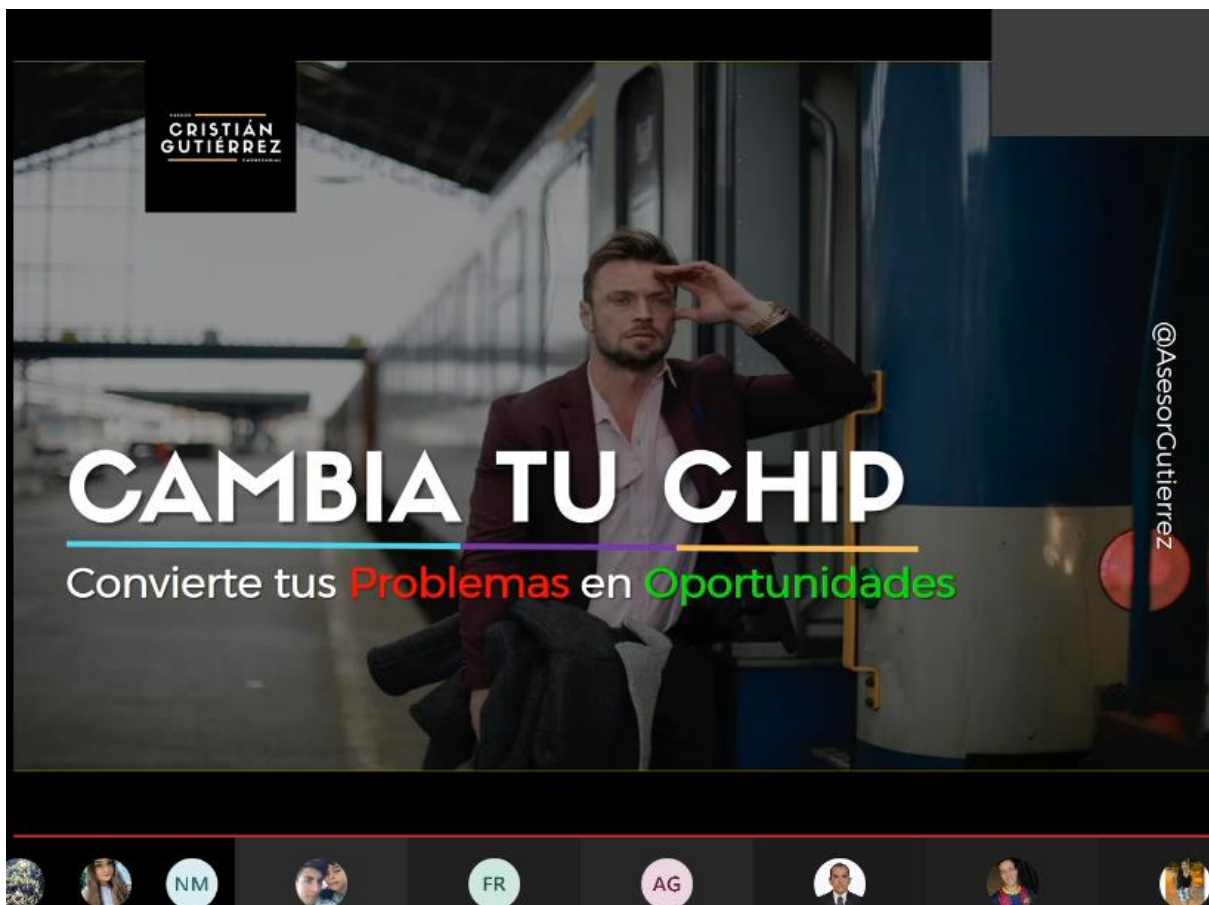 ASESOR
CRISTIÁN
GUTIÉRREZ
EMPRESARIAL
@AsesorGutierrez
CAMBIA TU CHIP
Convierte tus Problemas en Oportunidades
NM
FR
AG